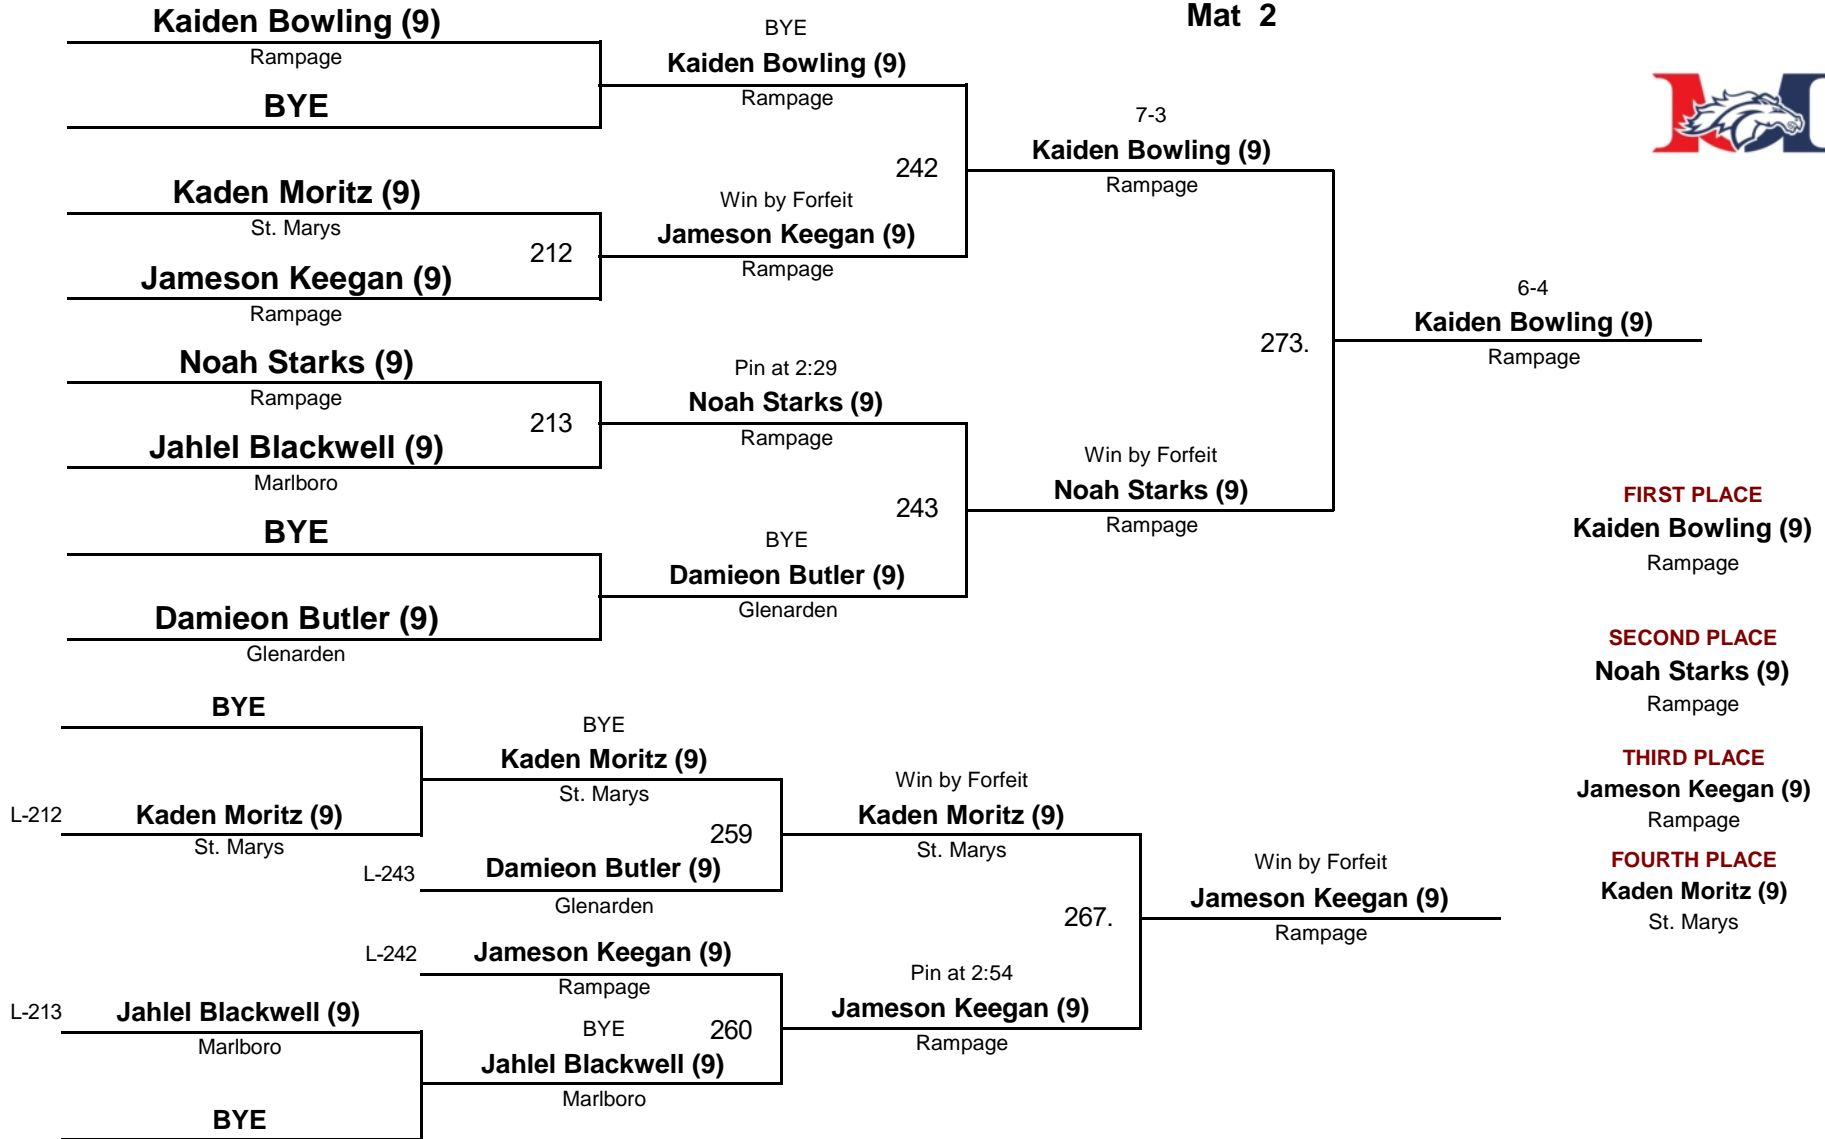 Mat 2
Kaiden Bowling (9)
Rampage
BYE
Kaden Moritz (9)
St. Marys
212
Jameson Keegan (9)
Rampage
Noah Starks (9)
Rampage
213
Jahlel Blackwell (9)
Marlboro
BYE
Damieon Butler (9)
Glenarden
BYE
Kaiden Bowling (9)
Rampage
242
Win by Forfeit
Jameson Keegan (9)
Rampage
Pin at 2:29
Noah Starks (9)
Rampage
243
BYE
Damieon Butler (9)
Glenarden
7-3
Kaiden Bowling (9)
Rampage
273.
Win by Forfeit
Noah Starks (9)
Rampage
6-4
Kaiden Bowling (9)
Rampage
BYE
L-212
Kaden Moritz (9)
St. Marys
L-213
Jahlel Blackwell (9)
Marlboro
BYE
BYE
Kaden Moritz (9)
St. Marys
259
L-243
Damieon Butler (9)
Glenarden
L-242
Jameson Keegan (9)
Rampage
BYE
260
Jahlel Blackwell (9)
Marlboro
Win by Forfeit
Kaden Moritz (9)
St. Marys
267.
Pin at 2:54
Jameson Keegan (9)
Rampage
Win by Forfeit
Jameson Keegan (9)
Rampage
FIRST PLACE
Kaiden Bowling (9)
Rampage
SECOND PLACE
Noah Starks (9)
Rampage
THIRD PLACE
Jameson Keegan (9)
Rampage
FOURTH PLACE
Kaden Moritz (9)
St. Marys